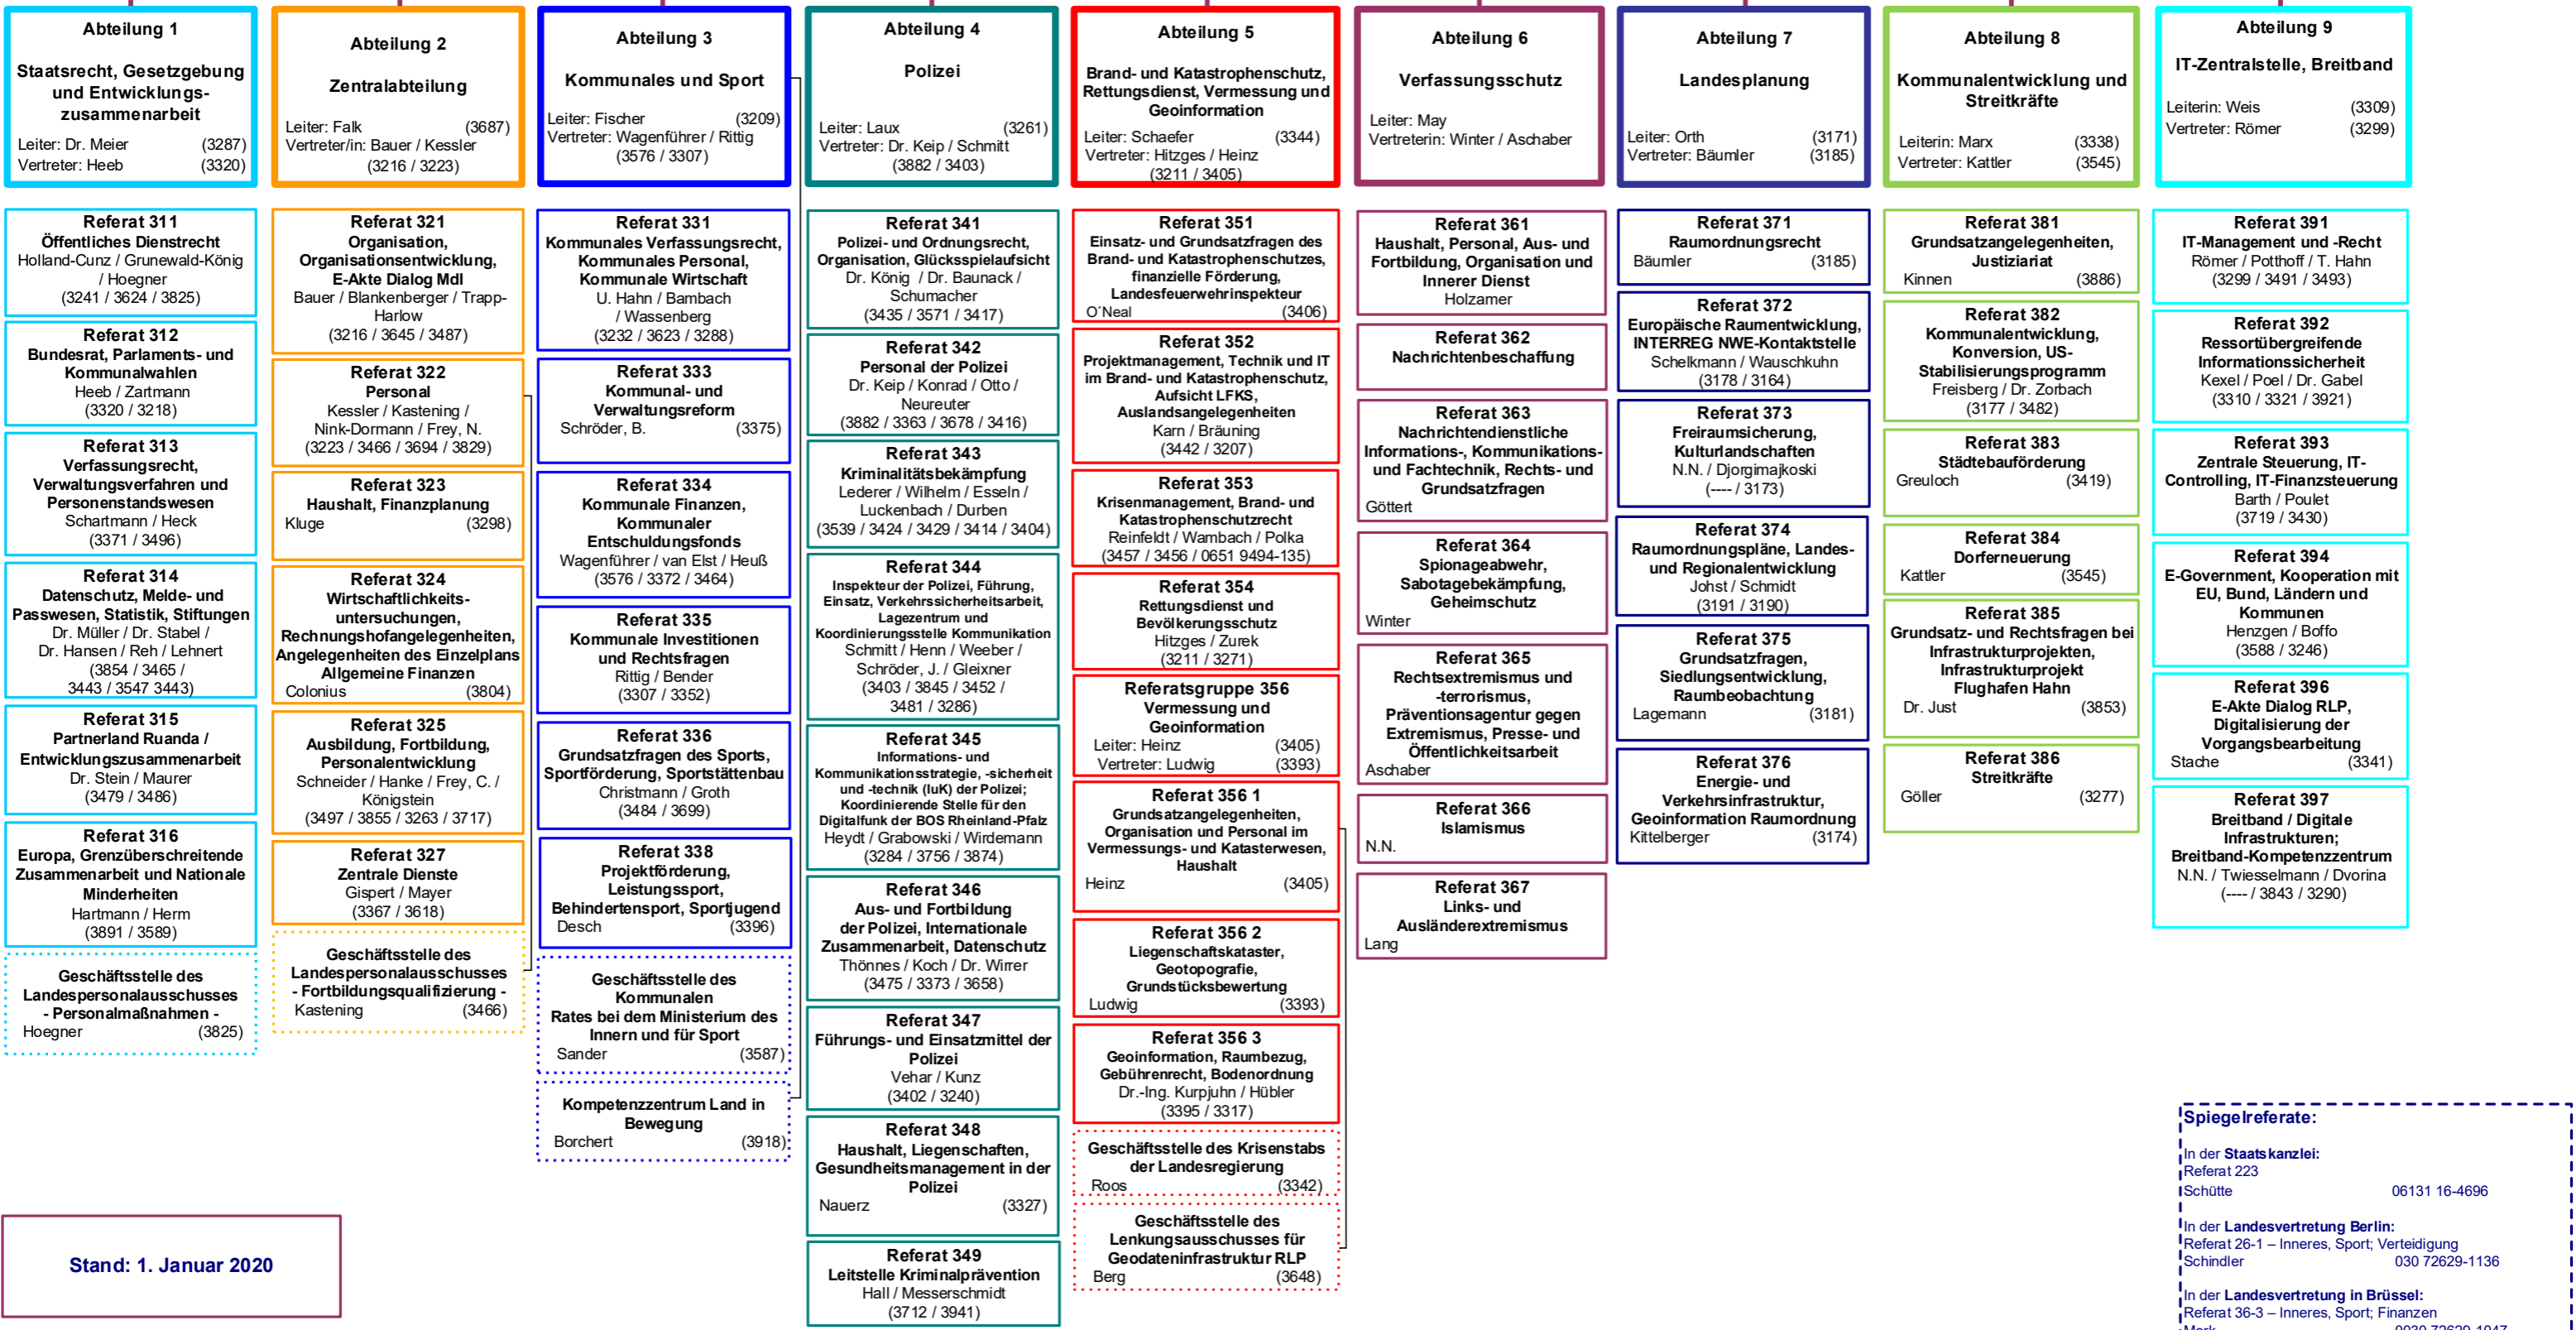 Abteilung 1
Staatsrecht, Gesetzgebung
und Entwicklungs-
zusammenarbeit
Leiter: Dr. Meier (3287)
Vertreter: Heeb (3320)
Referat 311
Öffentliches Dienstrecht
Holland-Cunz / Grunewald-König
/ Hoegner
(3241 / 3624 / 3825)
Referat 312
Bundesrat, Parlaments- und
Kommunalwahlen
Heeb / Zartmann
(3320 / 3218)
Referat 313
Verfassungsrecht,
Verwaltungsverfahren und
Personenstandswesen
Schartmann / Heck
(3371 / 3496)
Referat 314
Datenschutz, Melde- und
Passwesen, Statistik, Stiftungen
Dr. Müller / Dr. Stabel /
Dr. Hansen / Reh / Lehnert
(3854 / 3465 /
3443 / 3547 3443)
Referat 315
Partnerland Ruanda /
Entwicklungszusammenarbeit
Dr. Stein / Maurer
(3479 / 3486)
Referat 316
Europa, Grenzüberschreitende
Zusammenarbeit und Nationale
Minderheiten
Hartmann / Herm
(3891 / 3589)
Geschäftsstelle des
Landespersonalausschusses
- Personalmaßnahmen -
Hoegner (3825)
Abteilung 2
Zentralabteilung
Leiter: Falk (3687)
Vertreter/in: Bauer / Kessler
(3216 / 3223)
Referat 321
Organisation,
Organisationsentwicklung,
E-Akte Dialog MdI
Bauer / Blankenberger / Trapp-
Harlow
(3216 / 3645 / 3487)
Referat 322
Personal
Kessler / Kastening /
Nink-Dormann / Frey, N.
(3223 / 3466 / 3694 / 3829)
Referat 323
Haushalt, Finanzplanung
Kluge (3298)
Referat 324
Wirtschaftlichkeits-
untersuchungen,
Rechnungshofangelegenheiten,
Angelegenheiten des Einzelplans
Allgemeine Finanzen
Colonius (3804)
Referat 325
Ausbildung, Fortbildung,
Personalentwicklung
Schneider / Hanke / Frey, C. /
Königstein
(3497 / 3855 / 3263 / 3717)
Referat 327
Zentrale Dienste
Gispert / Mayer
(3367 / 3618)
Geschäftsstelle des
Landespersonalausschusses
- Fortbildungsqualifizierung -
Kastening (3466)
Abteilung 3
Kommunales und Sport
Leiter: Fischer (3209)
Vertreter: Wagenführer / Rittig
(3576 / 3307)
Referat 331
Kommunales Verfassungsrecht,
Kommunales Personal,
Kommunale Wirtschaft
U. Hahn / Bambach
/ Wassenberg
(3232 / 3623 / 3288)
Referat 333
Kommunal- und
Verwaltungsreform
Schröder, B. (3375)
Referat 334
Kommunale Finanzen,
Kommunaler
Entschuldungsfonds
Wagenführer / van Elst / Heuß
(3576 / 3372 / 3464)
Referat 335
Kommunale Investitionen
und Rechtsfragen
Rittig / Bender
(3307 / 3352)
Referat 336
Grundsatzfragen des Sports,
Sportförderung, Sportstättenbau
Christmann / Groth
(3484 / 3699)
Referat 338
Projektförderung,
Leistungssport,
Behindertensport, Sportjugend
Desch (3396)
Geschäftsstelle des
Kommunalen
Rates bei dem Ministerium des
Innern und für Sport
Sander (3587)
Kompetenzzentrum Land in
Bewegung
Borchert (3918)
Abteilung 4
Polizei
Leiter: Laux (3261)
Vertreter: Dr. Keip / Schmitt
(3882 / 3403)
Referat 341
Polizei- und Ordnungsrecht,
Organisation, Glücksspielaufsicht
Dr. König / Dr. Baunack /
Schumacher
(3435 / 3571 / 3417)
Referat 342
Personal der Polizei
Dr. Keip / Konrad / Otto /
Neureuter
(3882 / 3363 / 3678 / 3416)
Referat 343
Kriminalitätsbekämpfung
Lederer / Wilhelm / Esseln /
Luckenbach / Durben
(3539 / 3424 / 3429 / 3414 / 3404)
Referat 344
Inspekteur der Polizei, Führung,
Einsatz, Verkehrssicherheitsarbeit,
Lagezentrum und
Koordinierungsstelle Kommunikation
Schmitt / Henn / Weeber /
Schröder, J. / Gleixner
(3403 / 3845 / 3452 /
3481 / 3286)
Referat 345
Informations- und
Kommunikationsstrategie, -sicherheit
und -technik (IuK) der Polizei;
Koordinierende Stelle für den
Digitalfunk der BOS Rheinland-Pfalz
Heydt / Grabowski / Wirdemann
(3284 / 3756 / 3874)
Referat 346
Aus- und Fortbildung
der Polizei, Internationale
Zusammenarbeit, Datenschutz
Thönnes / Koch / Dr. Wirrer
(3475 / 3373 / 3658)
Referat 347
Führungs- und Einsatzmittel der
Polizei
Vehar / Kunz
(3402 / 3240)
Referat 348
Haushalt, Liegenschaften,
Gesundheitsmanagement in der
Polizei
Nauerz (3327)
Referat 349
Leitstelle Kriminalprävention
Hall / Messerschmidt
(3712 / 3941)
Abteilung 5
Brand- und Katastrophenschutz,
Rettungsdienst, Vermessung und
Geoinformation
Leiter: Schaefer (3344)
Vertreter: Hitzges / Heinz
(3211 / 3405)
Referat 351
Einsatz- und Grundsatzfragen des
Brand- und Katastrophenschutzes,
finanzielle Förderung,
Landesfeuerwehrinspekteur
O´Neal (3406)
Referat 352
Projektmanagement, Technik und IT
im Brand- und Katastrophenschutz,
Aufsicht LFKS,
Auslandsangelegenheiten
Karn / Bräuning
(3442 / 3207)
Referat 353
Krisenmanagement, Brand- und
Katastrophenschutzrecht
Reinfeldt / Wambach / Polka
(3457 / 3456 / 0651 9494-135)
Referat 354
Rettungsdienst und
Bevölkerungsschutz
Hitzges / Zurek
(3211 / 3271)
Referatsgruppe 356
Vermessung und
Geoinformation
Leiter: Heinz (3405)
Vertreter: Ludwig (3393)
Referat 356 1
Grundsatzangelegenheiten,
Organisation und Personal im
Vermessungs- und Katasterwesen,
Haushalt
Heinz (3405)
Referat 356 2
Liegenschaftskataster,
Geotopografie,
Grundstücksbewertung
Ludwig (3393)
Referat 356 3
Geoinformation, Raumbezug,
Gebührenrecht, Bodenordnung
Dr.-Ing. Kurpjuhn / Hübler
(3395 / 3317)
Geschäftsstelle des Krisenstabs
der Landesregierung
Roos (3342)
Geschäftsstelle des
Lenkungsausschusses für
Geodateninfrastruktur RLP
Berg (3648)
Abteilung 6
Verfassungsschutz
Leiter: May
Vertreterin: Winter / Aschaber
Referat 361
Haushalt, Personal, Aus- und
Fortbildung, Organisation und
Innerer Dienst
Holzamer
Referat 362
Nachrichtenbeschaffung
Referat 363
Nachrichtendienstliche
Informations-, Kommunikations-
und Fachtechnik, Rechts- und
Grundsatzfragen
Göttert
Referat 364
Spionageabwehr,
Sabotagebekämpfung,
Geheimschutz
Winter
Referat 365
Rechtsextremismus und
-terrorismus,
Präventionsagentur gegen
Extremismus, Presse- und
Öffentlichkeitsarbeit
Aschaber
Referat 366
Islamismus
N.N.
Referat 367
Links- und
Ausländerextremismus
Lang
Abteilung 7
Landesplanung
Leiter: Orth (3171)
Vertreter: Bäumler (3185)
Referat 371
Raumordnungsrecht
Bäumler (3185)
Referat 372
Europäische Raumentwicklung,
INTERREG NWE-Kontaktstelle
Schelkmann / Wauschkuhn
(3178 / 3164)
Referat 373
Freiraumsicherung,
Kulturlandschaften
N.N. / Djorgimajkoski
(---- / 3173)
Referat 374
Raumordnungspläne, Landes-
und Regionalentwicklung
Johst / Schmidt
(3191 / 3190)
Referat 375
Grundsatzfragen,
Siedlungsentwicklung,
Raumbeobachtung
Lagemann (3181)
Referat 376
Energie- und
Verkehrsinfrastruktur,
Geoinformation Raumordnung
Kittelberger (3174)
Abteilung 8
Kommunalentwicklung und
Streitkräfte
Leiterin: Marx (3338)
Vertreter: Kattler (3545)
Referat 381
Grundsatzangelegenheiten,
Justiziariat
Kinnen (3886)
Referat 382
Kommunalentwicklung,
Konversion, US-
Stabilisierungsprogramm
Freisberg / Dr. Zorbach
(3177 / 3482)
Referat 383
Städtebauförderung
Greuloch (3419)
Referat 384
Dorferneuerung
Kattler (3545)
Referat 385
Grundsatz- und Rechtsfragen bei
Infrastrukturprojekten,
Infrastrukturprojekt
Flughafen Hahn
Dr. Just (3853)
Referat 386
Streitkräfte
Göller (3277)
Abteilung 9
IT-Zentralstelle, Breitband
Leiterin: Weis (3309)
Vertreter: Römer (3299)
Referat 391
IT-Management und -Recht
Römer / Potthoff / T. Hahn
(3299 / 3491 / 3493)
Referat 392
Ressortübergreifende
Informationssicherheit
Kexel / Poel / Dr. Gabel
(3310 / 3321 / 3921)
Referat 393
Zentrale Steuerung, IT-
Controlling, IT-Finanzsteuerung
Barth / Poulet
(3719 / 3430)
Referat 394
E-Government, Kooperation mit
EU, Bund, Ländern und
Kommunen
Henzgen / Boffo
(3588 / 3246)
Referat 396
E-Akte Dialog RLP,
Digitalisierung der
Vorgangsbearbeitung
Stache (3341)
Referat 397
Breitband / Digitale
Infrastrukturen;
Breitband-Kompetenzzentrum
N.N. / Twiesselmann / Dvorina
(---- / 3843 / 3290)
Spiegelreferate:
In der Staatskanzlei:
Referat 223
Schütte 06131 16-4696
In der Landesvertretung Berlin:
Referat 26-1 – Inneres, Sport; Verteidigung
Schindler 030 72629-1136
In der Landesvertretung in Brüssel:
Referat 36-3 – Inneres, Sport; Finanzen
Stand: 1. Januar 2020